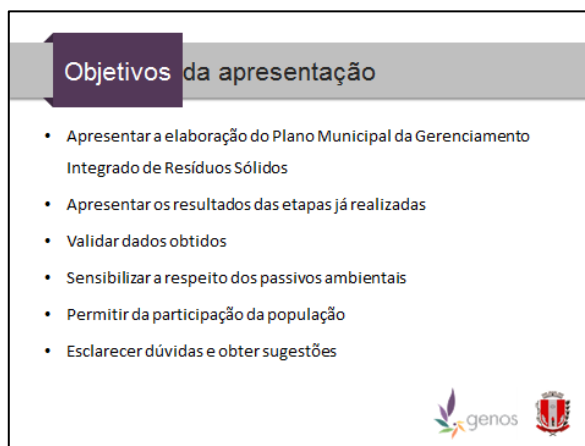 Objetivos da apresentação
• Apresentar a elaboração do Plano Municipal da Gerenciamento
Integrado de Resíduos Sólidos
• Apresentar os resultados das etapas já realizadas
• Validar dados obtidos
• Sensibilizar a respeito dos passivos ambientais
• Permitir da participação da população
• Esclarecer dúvidas e obter sugestões
genos